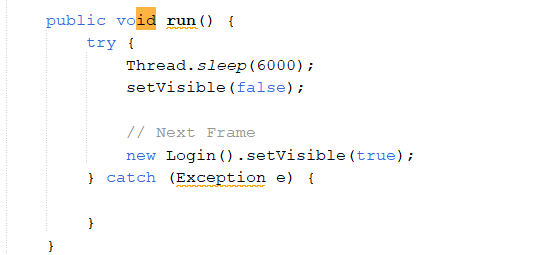 public void run() {
try {
Thread.sleep(6000);
setVisible(false);
// Next Frame
new Login().setVisible(true);
} catch (Exception e) {
}
}